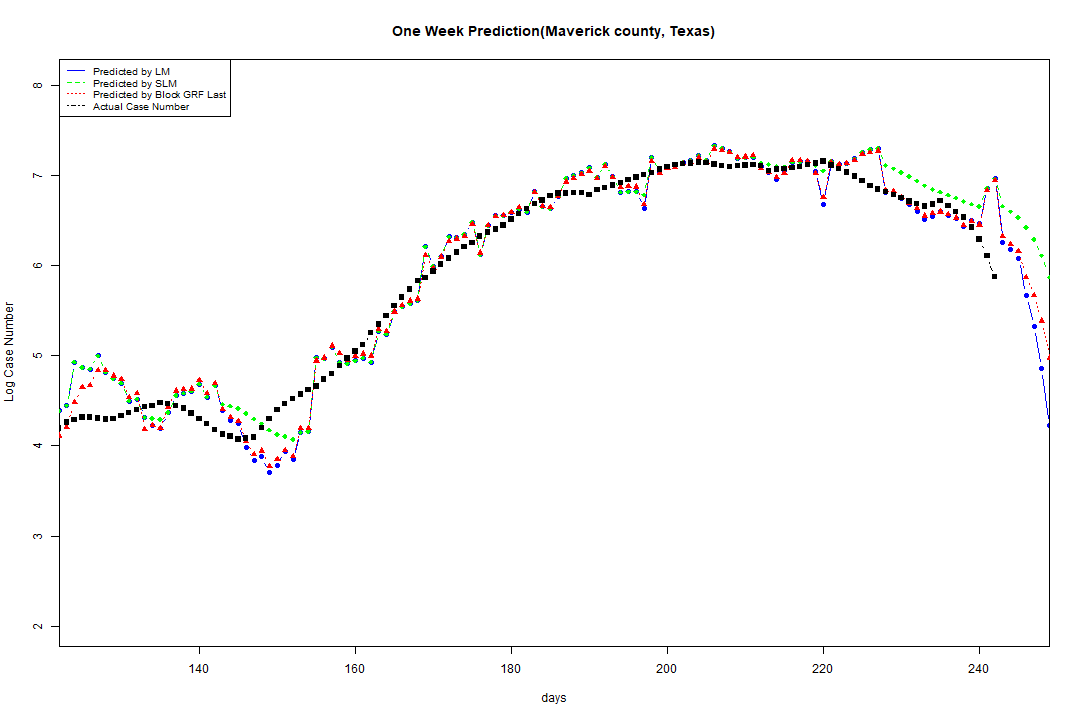 One Week Prediction(Maverick county, Texas)
Predicted by LM
Predicted by SLM
Predicted by Block GRF Last
Actual Case Number
8
7
6
5
4
3
2
Log Case Number
140 160 180 200 220 240
days